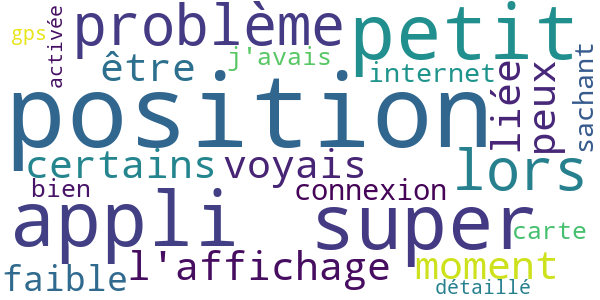 gps
activée
problème
petit
être
j'avais
internet
liée
peux
sachant
position
certains
voyais
lors
bien
connexion
appli
super
carte
l'affichage
moment
faible
détaillé